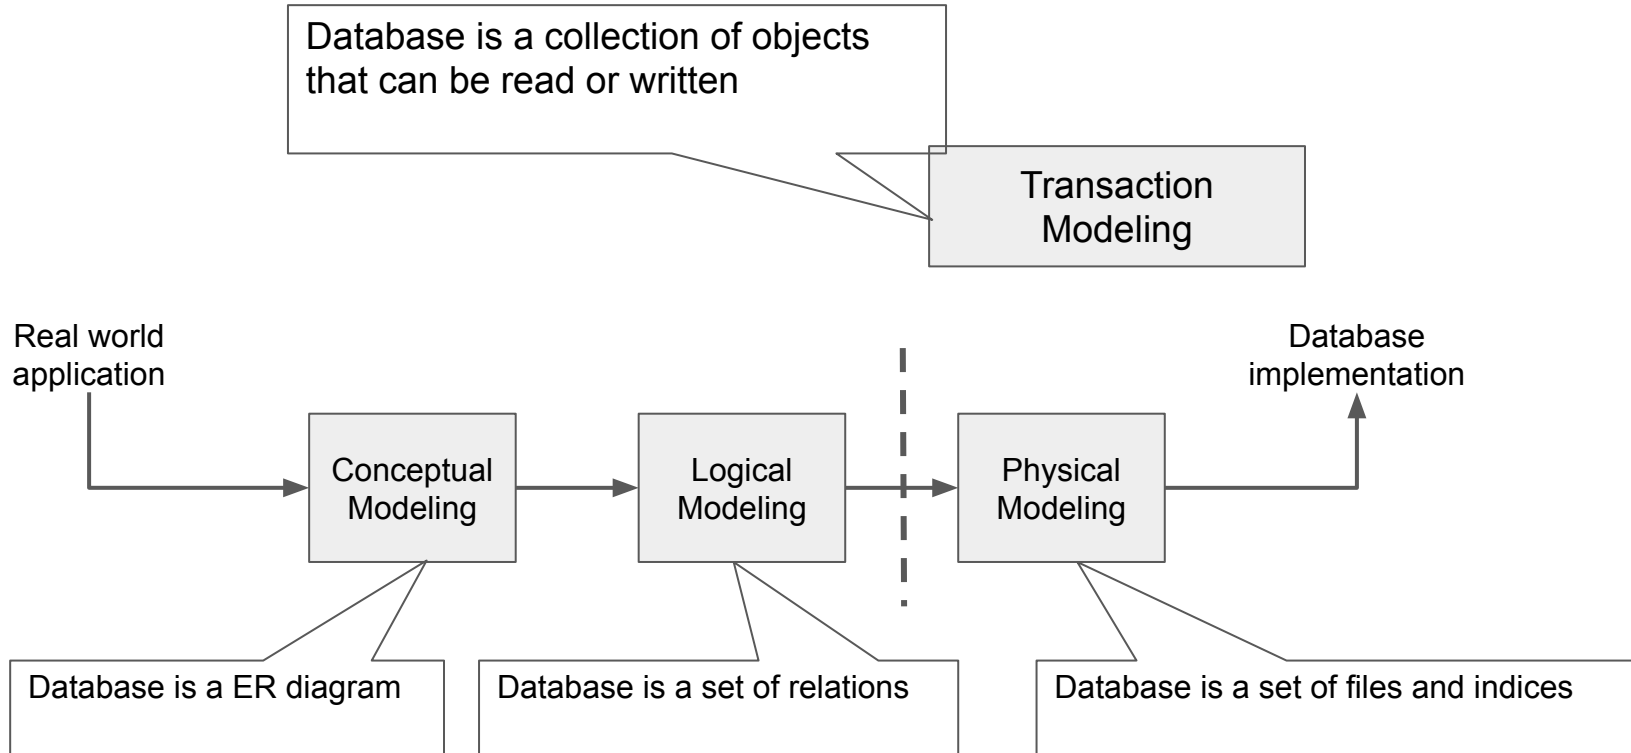 Database is a collection of objects
that can be read or written
Transaction
Modeling
Real world
application
Database
implementation
Conceptual
Modeling
Logical
Modeling
Physical
Modeling
Database is a ER diagram
Database is a set of relations
Database is a set of files and indices